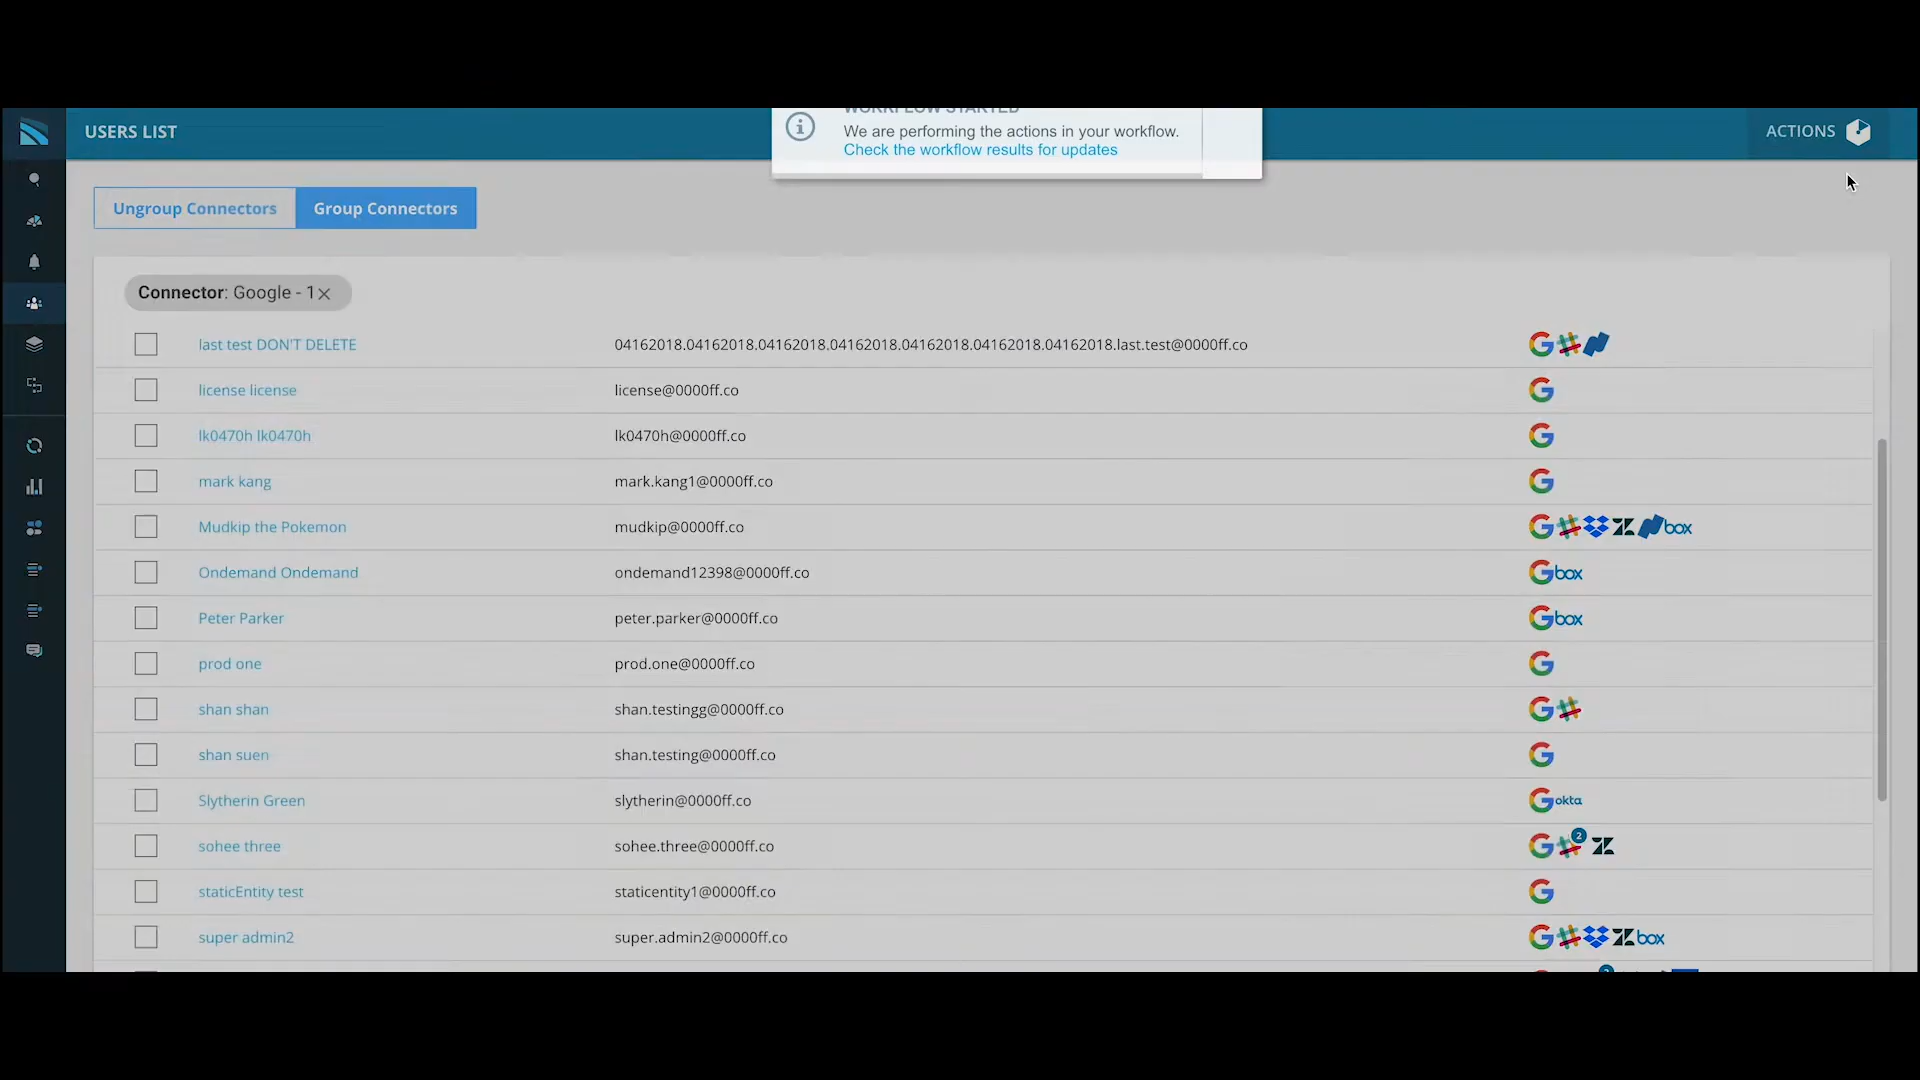 USERS LIST
WORKFLOW STARTED
We are performing the actions in your workflow.
Check the workflow results for updates
ACTIONS
Ungroup Connectors
Group Connectors
Connector: Google - 1
last test DON'T DELETE 04162018.04162018.04162018.04162018.04162018.04162018.04162018.last.test@0000ff.co
license license license@0000ff.co
lk0470h lk0470h lk0470h@0000ff.co
mark kang mark.kang1@0000ff.co
Mudkip the Pokemon mudkip@0000ff.co box
Ondemand Ondemand ondemand12398@0000ff.co box
Peter Parker peter.parker@0000ff.co box
prod one prod.one@0000ff.co
shan shan shan.testingg@0000ff.co
shan suen shan.testing@0000ff.co
Slytherin Green slytherin@0000ff.co okta
sohee three sohee.three@0000ff.co 2
staticEntity test staticentity1@0000ff.co
super admin2 super.admin2@0000ff.co box